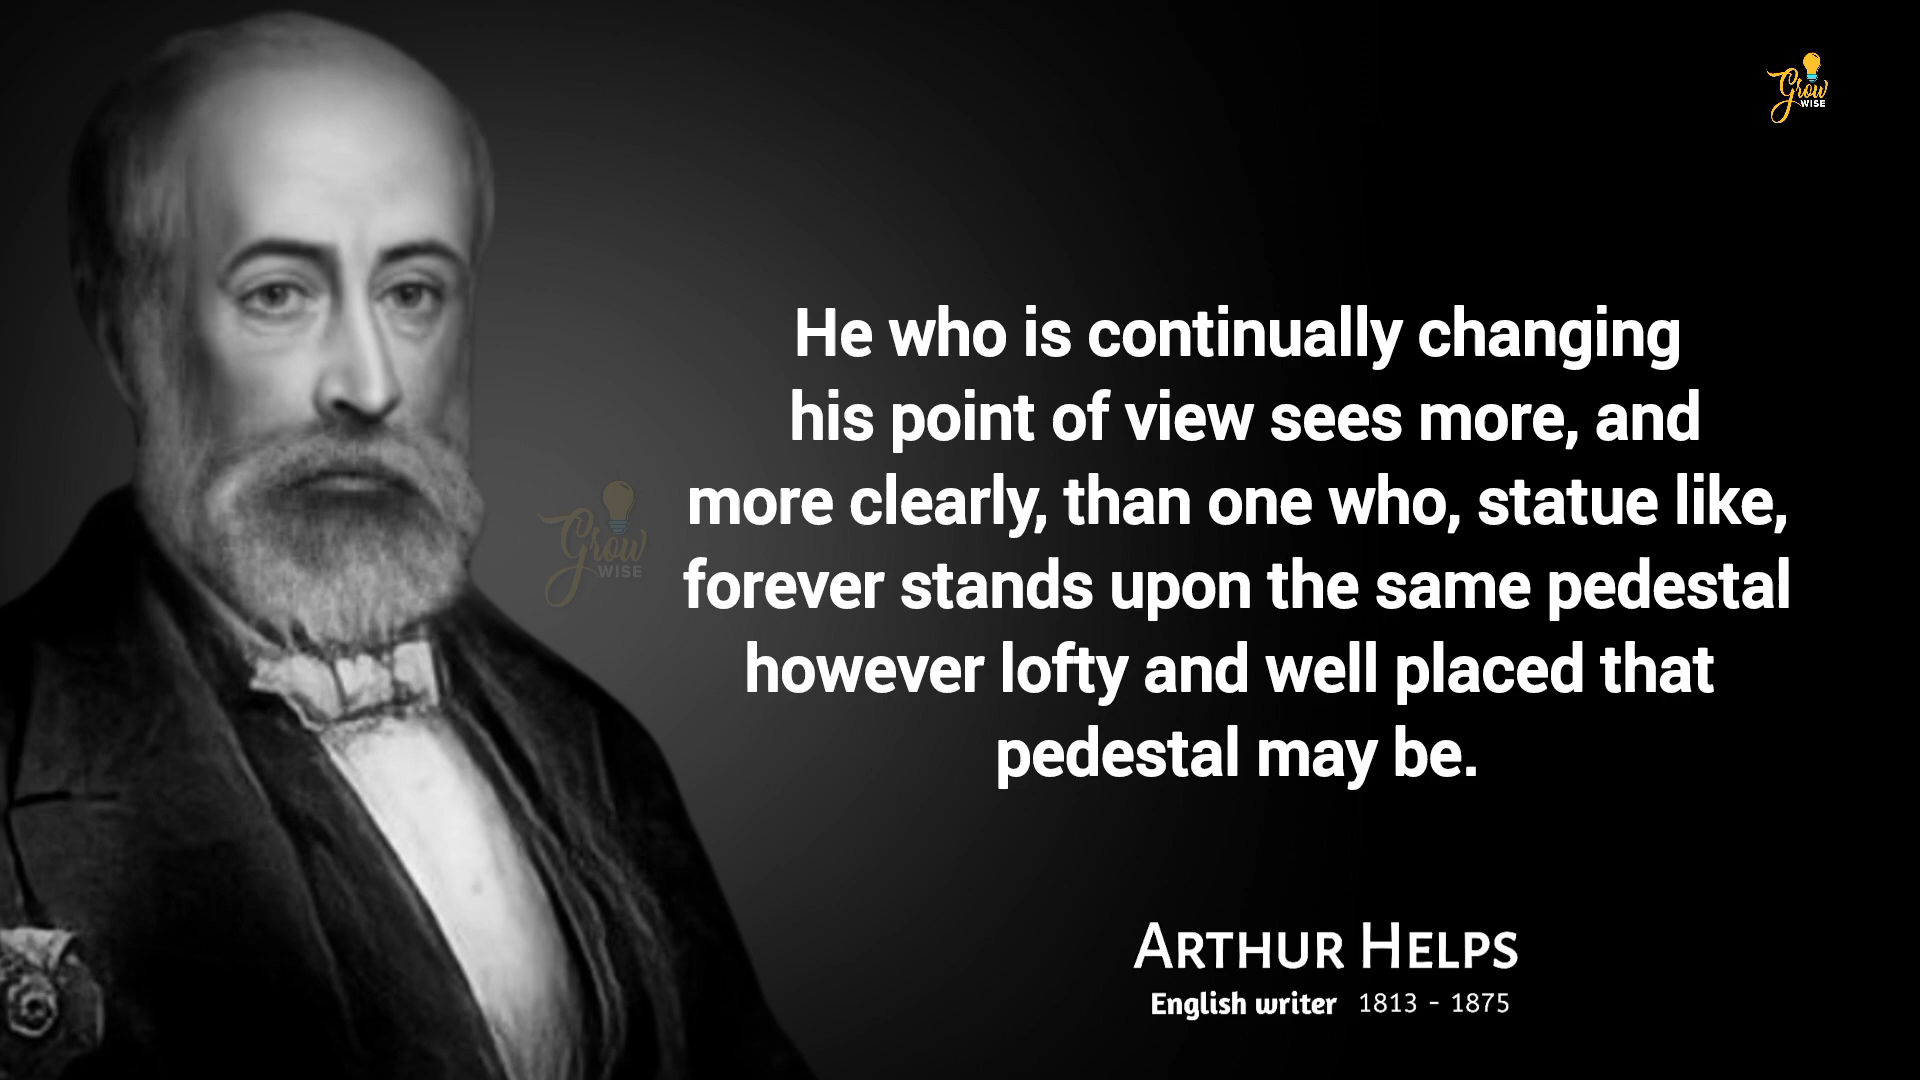 Grow
WISE
He who is continually changing
his point of view sees more, and
more clearly, than one who, statue like,
forever stands upon the same pedestal
however lofty and well placed that
pedestal may be.
Grow
WISE
ARTHUR HELPS
English writer 1813 - 1875